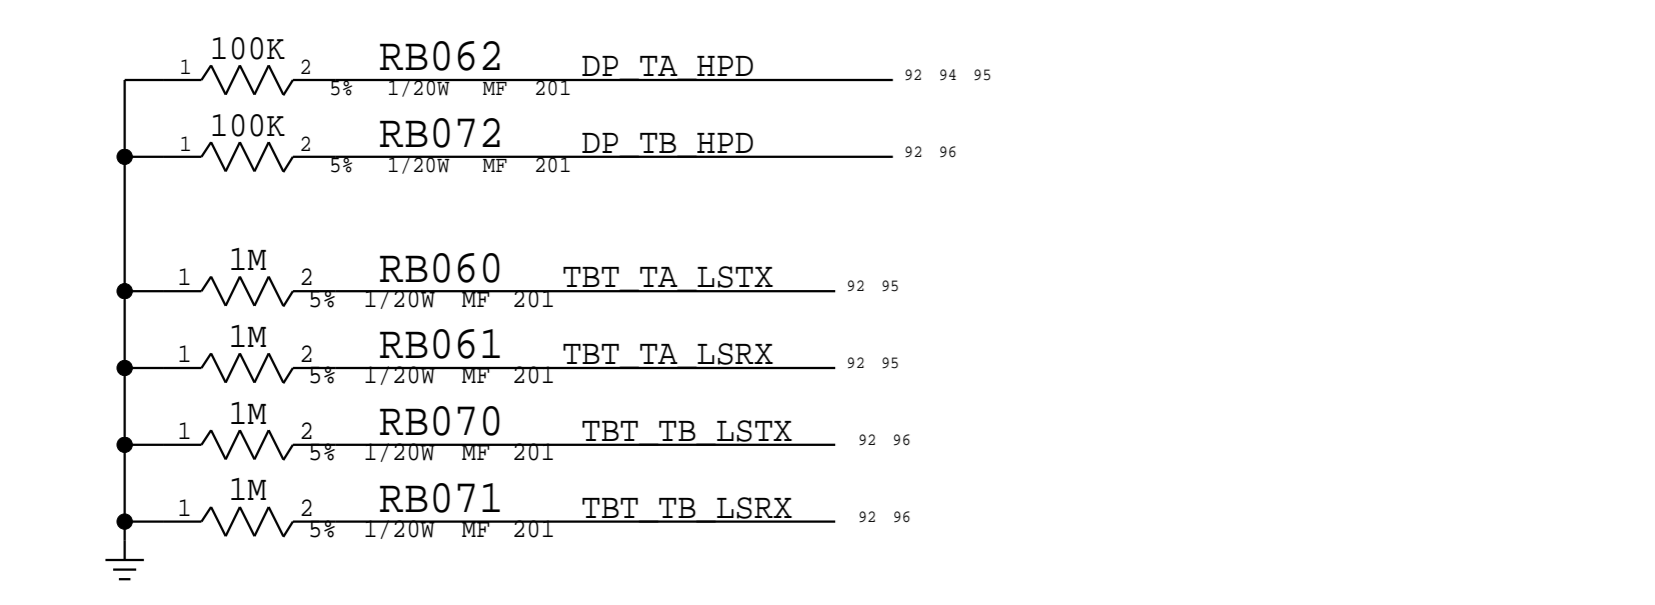 100K RB062 DP_TA_HPD
1 2 92 94 95
5% 1/20W MF 201
100K RB072 DP_TB_HPD
1 2 92 96
5% 1/20W MF 201
1M RB060 TBT_TA_LSTX
1 2 92 95
5% 1/20W MF 201
1M RB061 TBT_TA_LSRX
1 2 92 95
5% 1/20W MF 201
1M RB070 TBT_TB_LSTX
1 2 92 96
5% 1/20W MF 201
1M RB071 TBT_TB_LSRX
1 2 92 96
5% 1/20W MF 201